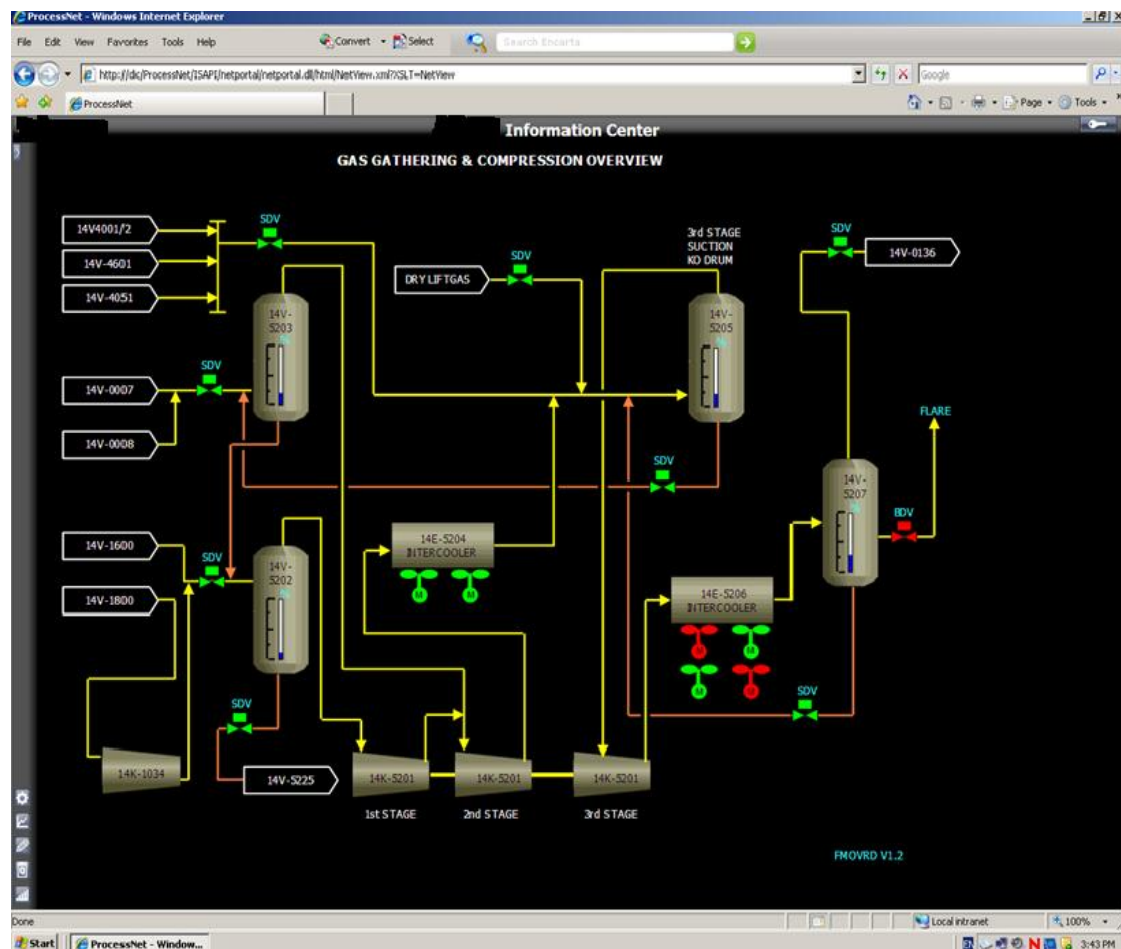 ProcessNet - Windows Internet Explorer
File Edit View Favorites Tools Help
Convert Select
Search Encarta
http://dic/ProcessNet/ISAPI/netportal/netportal.dll/html/NetView.xml?XSLT=NetView
Google
ProcessNet
Page Tools
Information Center
GAS GATHERING & COMPRESSION OVERVIEW
14V4001/2
SDV
14V-4601
14V-4051
DRY LIFTGAS
SDV
3rd STAGE
SUCTION
KO DRUM
SDV
14V-0136
14V-
5203
%
14V-
5205
%
14V-0007
SDV
14V-0008
FLARE
SDV
14V-
5207
%
BDV
14V-1600
SDV
14V-1800
14V-
5202
%
14E-5204
INTERCOOLER
M M
14E-5206
INTERCOOLER
M M
M M
SDV
SDV
14K-1034
14V-5225
14K-5201
14K-5201
14K-5201
1st STAGE
2nd STAGE
3rd STAGE
FMOVRD V1.2
Done
Local intranet
100%
Start
ProcessNet - Window...
EN
N
3:43 PM